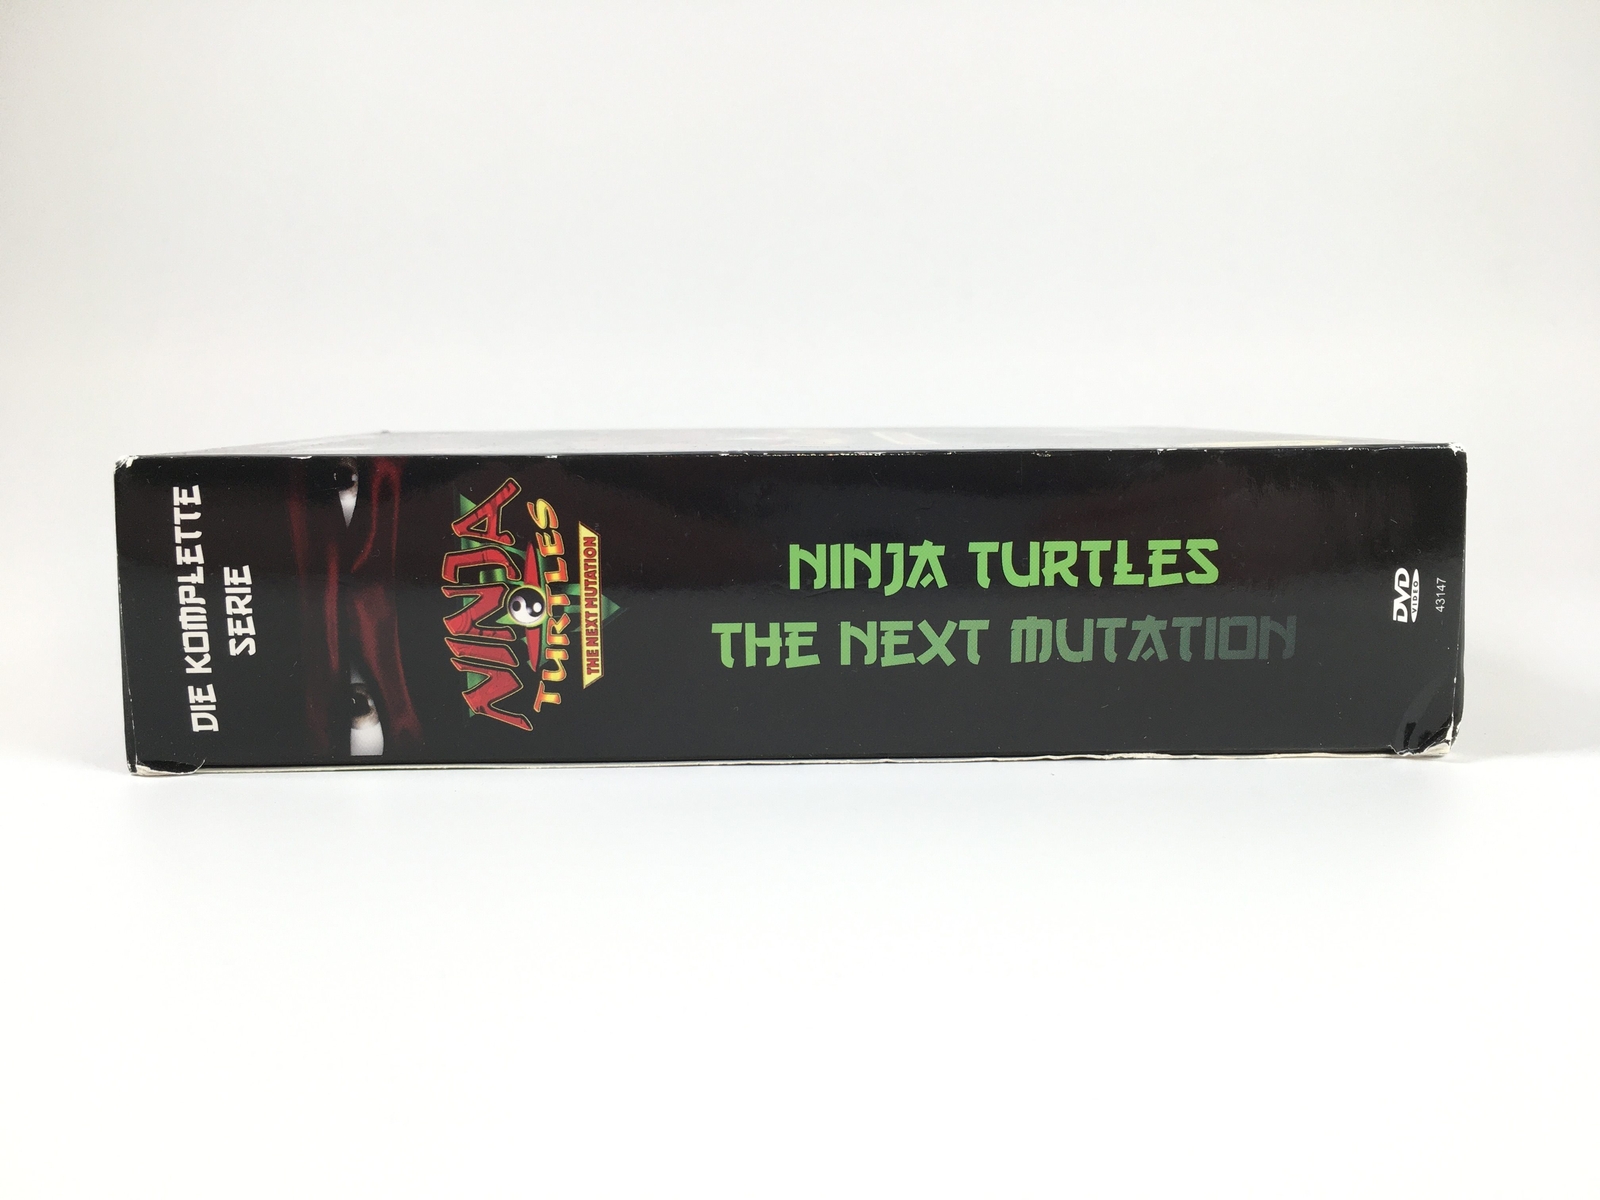 DIE KOMPLETTE
SERIE
NINJA
TURTLES
THE NEXT MUTATION
NINJA TURTLES
THE NEXT MUTATION
DVD
VIDEO
43147